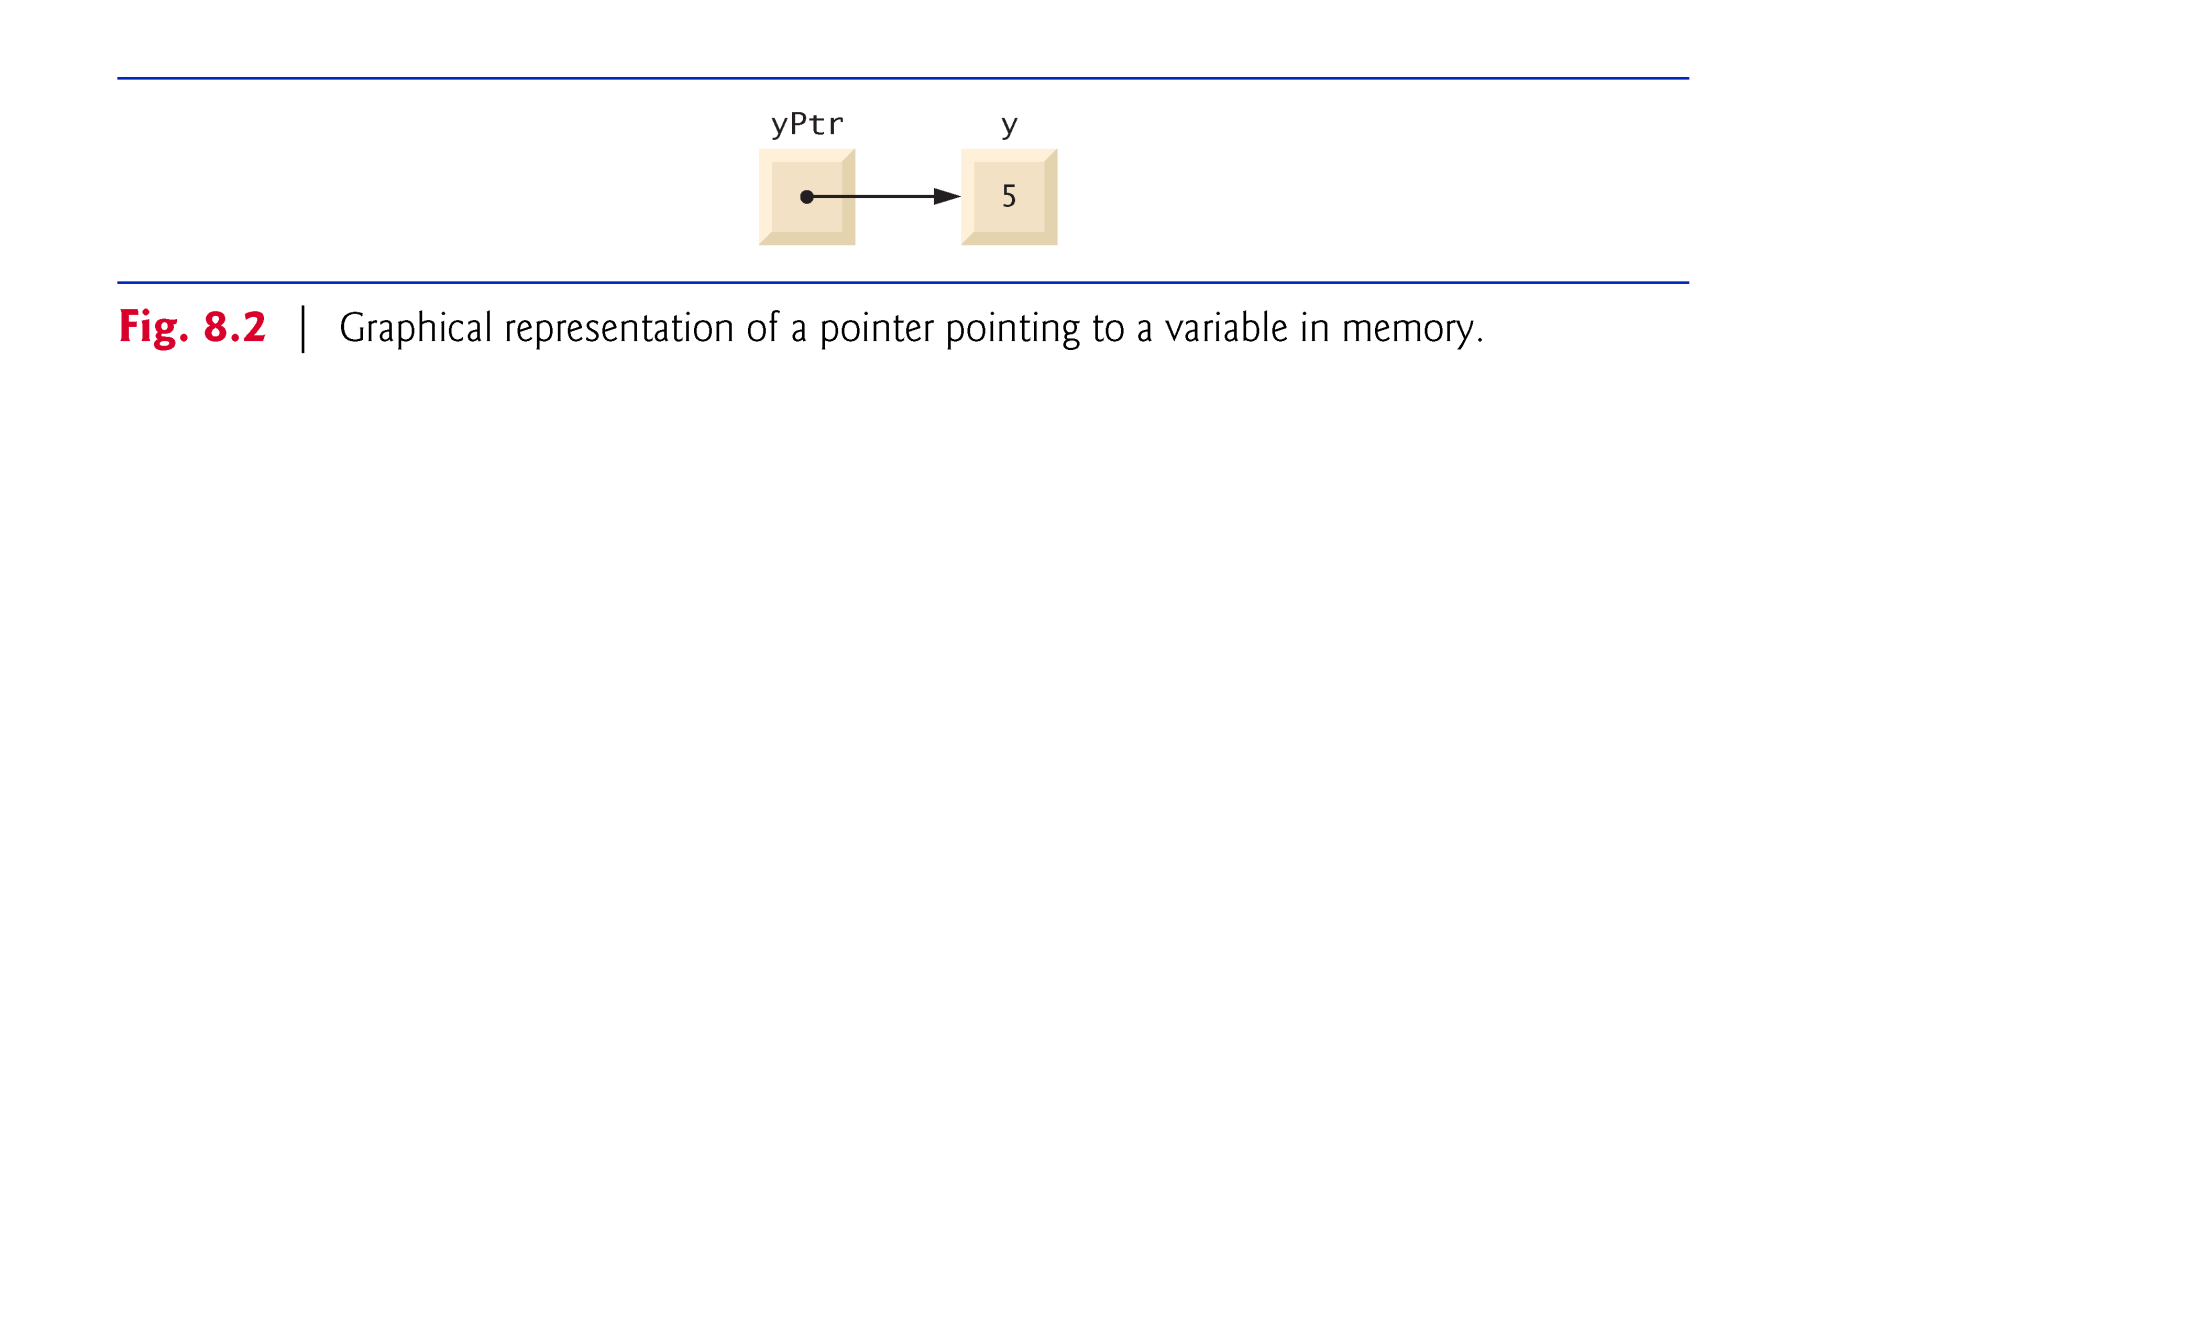 yPtr y
5
Fig. 8.2 | Graphical representation of a pointer pointing to a variable in memory.